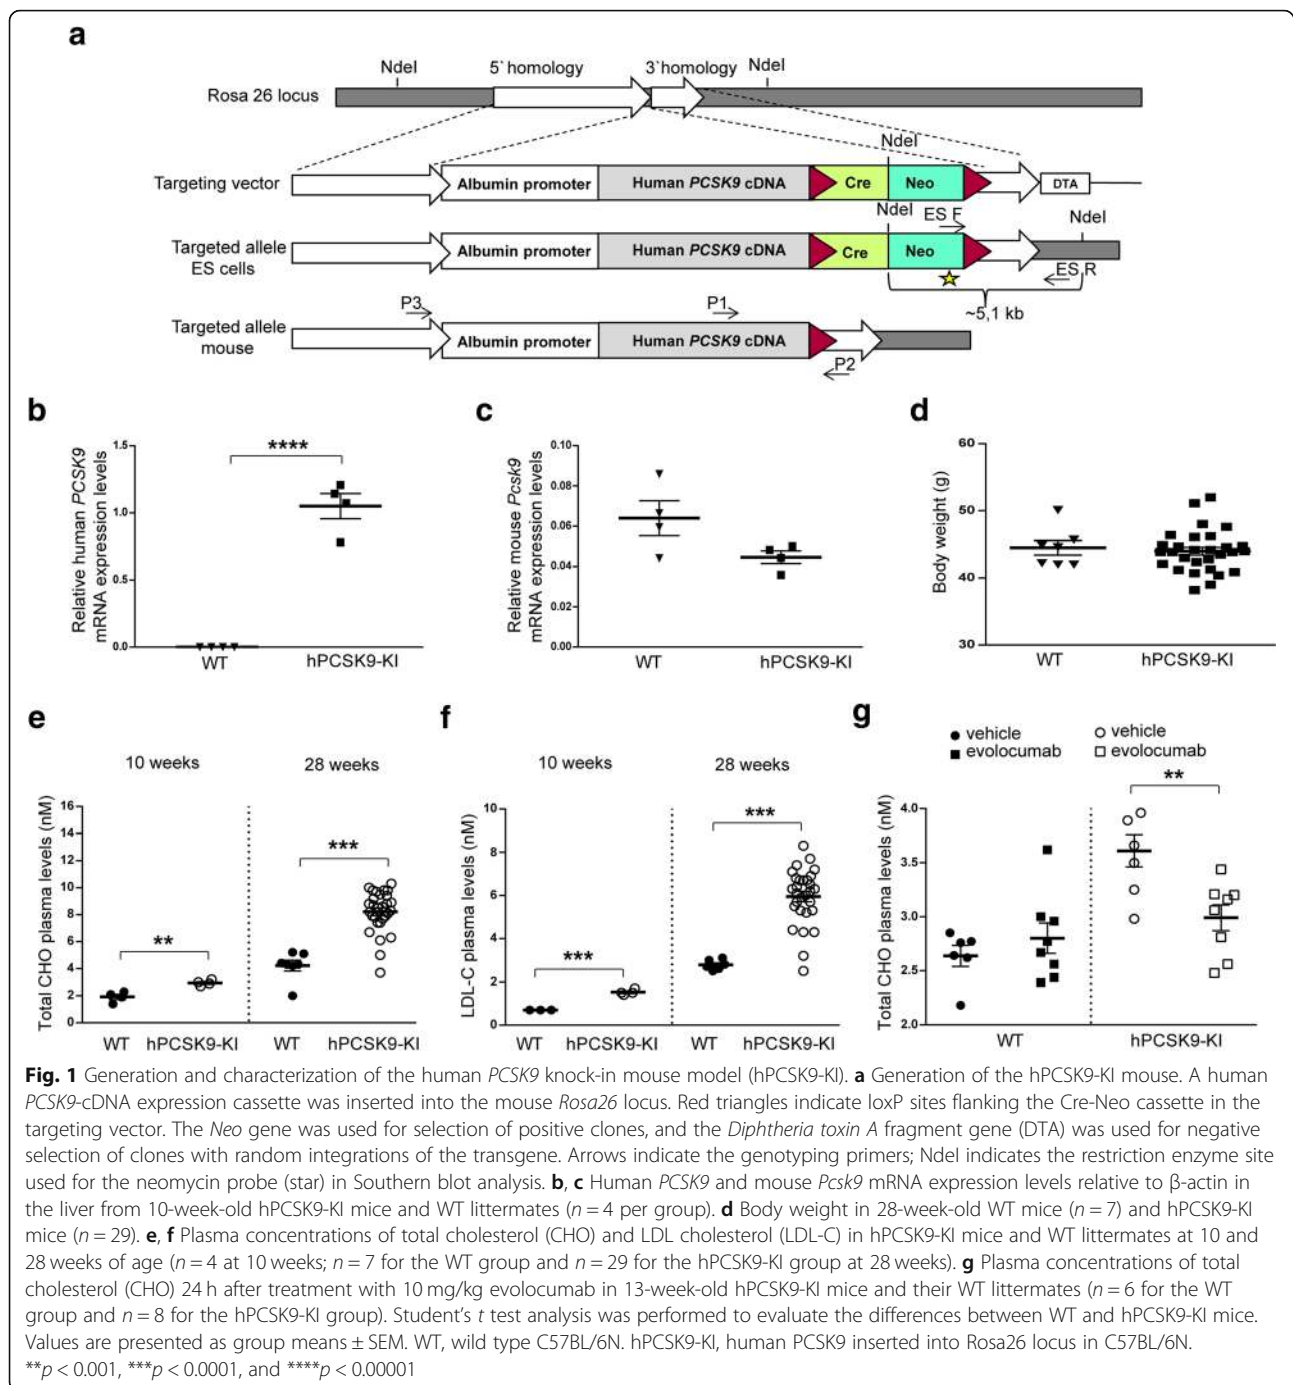 a
NdeI
5`homology
3`homology
NdeI
Rosa 26 locus
NdeI
Targeting vector
Albumin promoter
Human PCSK9 cDNA
Cre
Neo
DTA
NdeI
ES F
NdeI
Targeted allele
ES cells
Albumin promoter
Human PCSK9 cDNA
Cre
Neo
ES R
P3
P1
~5,1 kb
Targeted allele
mouse
Albumin promoter
Human PCSK9 cDNA
P2
b
Relative human PCSK9
mRNA expression levels
1.5
1.0
0.5
0.0
****
WT
hPCSK9-KI
c
Relative mouse Pcsk9
mRNA expression levels
0.10
0.08
0.06
0.04
0.02
0.00
WT
hPCSK9-KI
d
Body weight (g)
60
50
40
30
WT
hPCSK9-KI
e
10 weeks
28 weeks
Total CHO plasma levels (nM)
16
14
12
10
8
6
4
2
0
**
***
WT
hPCSK9-KI
WT
hPCSK9-KI
f
10 weeks
28 weeks
LDL-C plasma levels (nM)
10
8
6
4
2
0
***
***
WT
hPCSK9-KI
WT
hPCSK9-KI
g
vehicle
evolocumab
vehicle
evolocumab
Total CHO plasma levels (nM)
4.0
3.5
3.0
2.5
2.0
**
WT
hPCSK9-KI
Fig. 1 Generation and characterization of the human PCSK9 knock-in mouse model (hPCSK9-KI). a Generation of the hPCSK9-KI mouse. A human
PCSK9-cDNA expression cassette was inserted into the mouse Rosa26 locus. Red triangles indicate loxP sites flanking the Cre-Neo cassette in the
targeting vector. The Neo gene was used for selection of positive clones, and the Diphtheria toxin A fragment gene (DTA) was used for negative
selection of clones with random integrations of the transgene. Arrows indicate the genotyping primers; NdeI indicates the restriction enzyme site
used for the neomycin probe (star) in Southern blot analysis. b, c Human PCSK9 and mouse Pcsk9 mRNA expression levels relative to β-actin in
the liver from 10-week-old hPCSK9-KI mice and WT littermates (n = 4 per group). d Body weight in 28-week-old WT mice (n = 7) and hPCSK9-KI
mice (n = 29). e, f Plasma concentrations of total cholesterol (CHO) and LDL cholesterol (LDL-C) in hPCSK9-KI mice and WT littermates at 10 and
28 weeks of age (n = 4 at 10 weeks; n = 7 for the WT group and n = 29 for the hPCSK9-KI group at 28 weeks). g Plasma concentrations of total
cholesterol (CHO) 24 h after treatment with 10 mg/kg evolocumab in 13-week-old hPCSK9-KI mice and their WT littermates (n = 6 for the WT
group and n = 8 for the hPCSK9-KI group). Student's t test analysis was performed to evaluate the differences between WT and hPCSK9-KI mice.
Values are presented as group means ± SEM. WT, wild type C57BL/6N. hPCSK9-KI, human PCSK9 inserted into Rosa26 locus in C57BL/6N.
**p < 0.001, ***p < 0.0001, and ****p < 0.00001